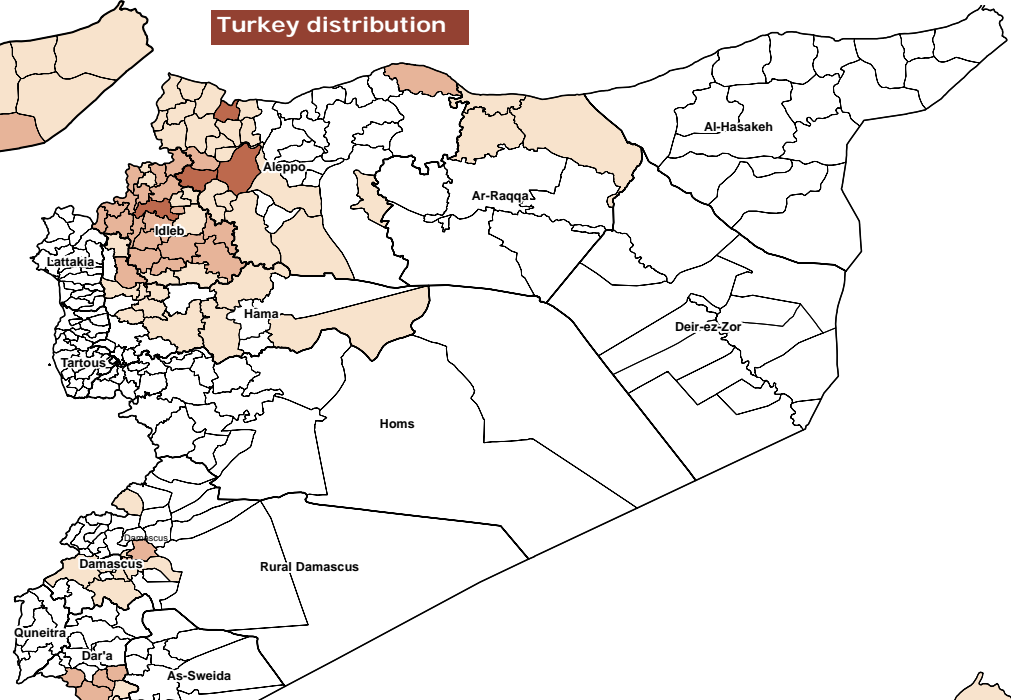 Turkey distribution
Al-Hasakeh
Aleppo
Ar-Raqqa
Idleb
Lattakia
Hama
Deir-ez-Zor
Tartous
Homs
Damascus
Damascus
Rural Damascus
Quneitra
Dar'a
As-Sweida